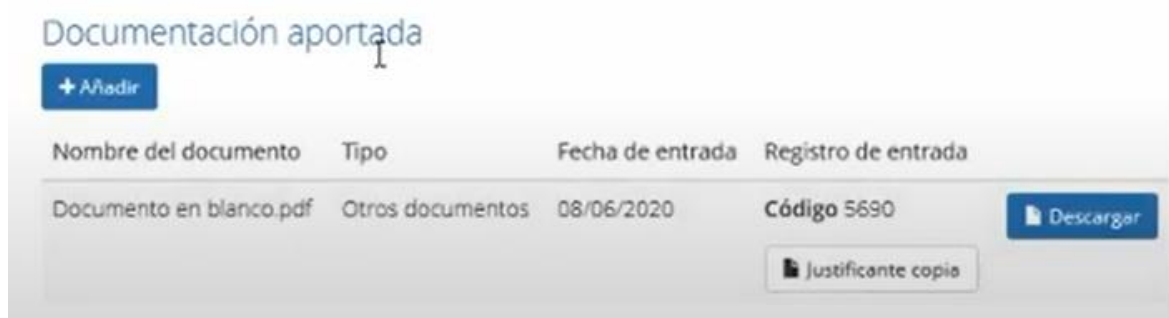 Documentación aportada
+ Añadir
Nombre del documento Tipo Fecha de entrada Registro de entrada
Documento en blanco.pdf Otros documentos 08/06/2020 Código 5690 Descargar
Justificante copia